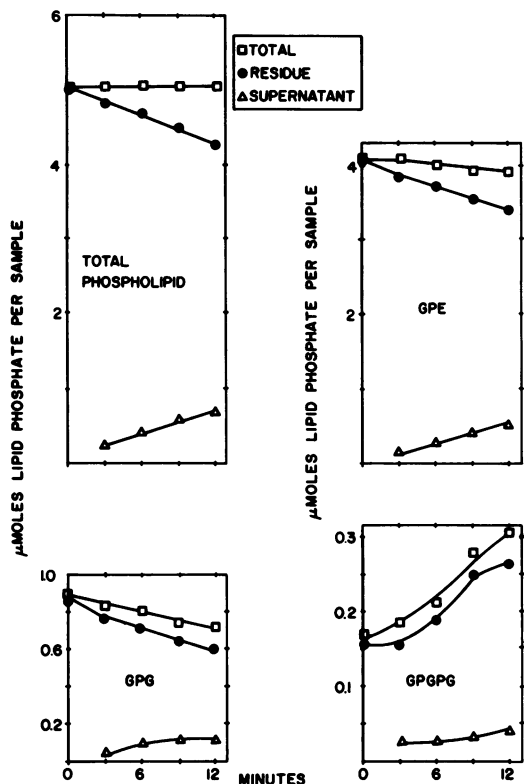 6
4
2
0
TOTAL
RESIDUE
SUPERNATANT
TOTAL
PHOSPHOLIPID
µMOLES LIPID PHOSPHATE PER SAMPLE
4
2
GPE
µMOLES LIPID PHOSPHATE PER SAMPLE
1.0
0.6
0.2
GPG
0
6
12
0.3
0.2
0.1
GPGPG
0
6
12
MINUTES